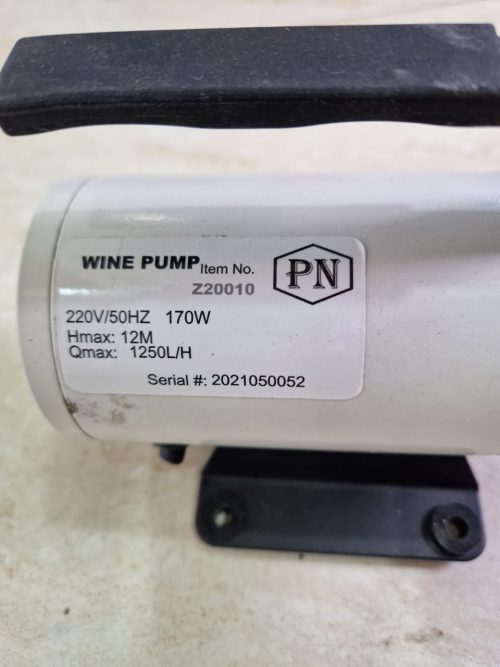 WINE PUMP Item No.
Z20010
PN
220V/50HZ 170W
Hmax: 12M
Qmax: 1250L/H
Serial #: 2021050052